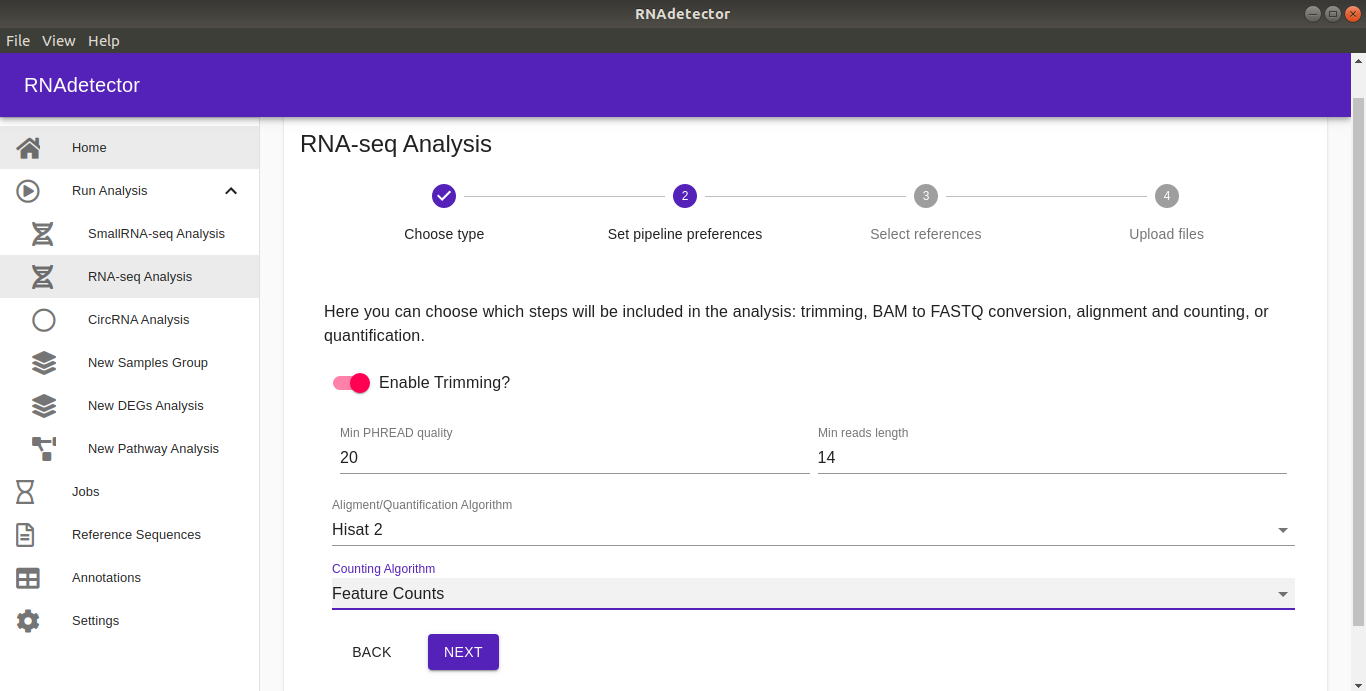 RNAdetector
File View Help
RNAdetector
Home
Run Analysis
SmallRNA-seq Analysis
RNA-seq Analysis
CircRNA Analysis
New Samples Group
New DEGs Analysis
New Pathway Analysis
Jobs
Reference Sequences
Annotations
Settings
RNA-seq Analysis
2 3 4
Choose type Set pipeline preferences Select references Upload files
Here you can choose which steps will be included in the analysis: trimming, BAM to FASTQ conversion, alignment and counting, or
quantification.
Enable Trimming?
Min PHREAD quality Min reads length
20 14
Aligment/Quantification Algorithm
Hisat 2
Counting Algorithm
Feature Counts
BACK NEXT